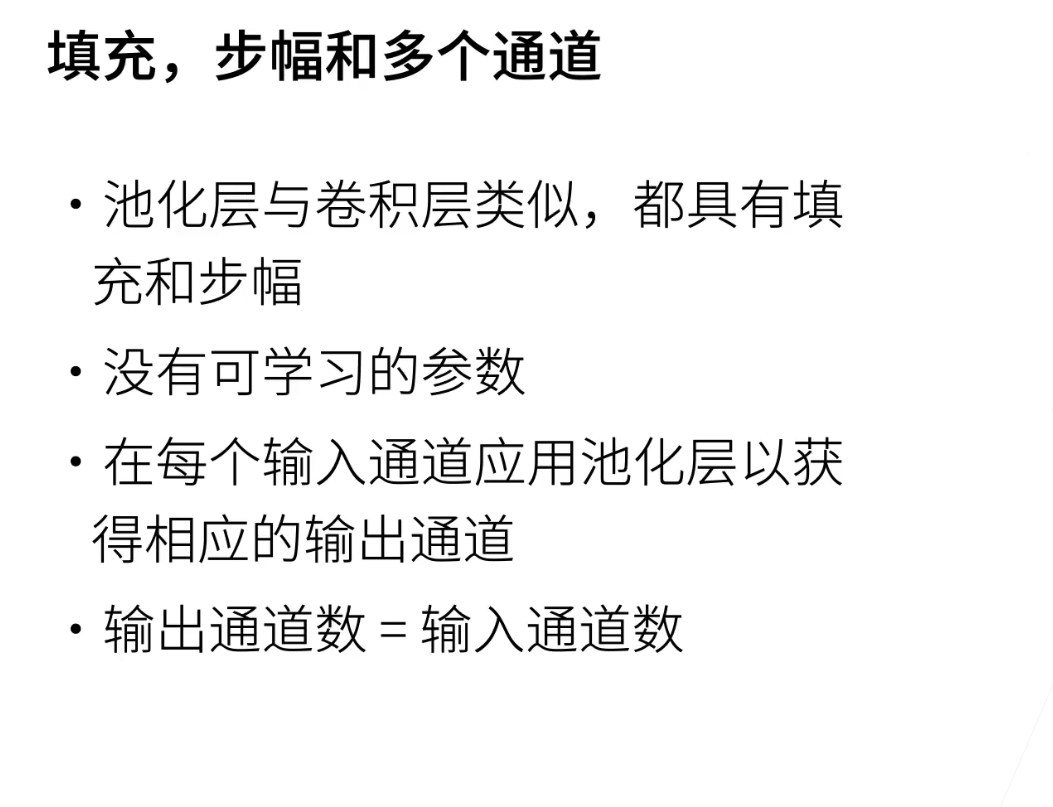 填充，步幅和多个通道
• 池化层与卷积层类似，都具有填
充和步幅
• 没有可学习的参数
• 在每个输入通道应用池化层以获
得相应的输出通道
• 输出通道数 = 输入通道数